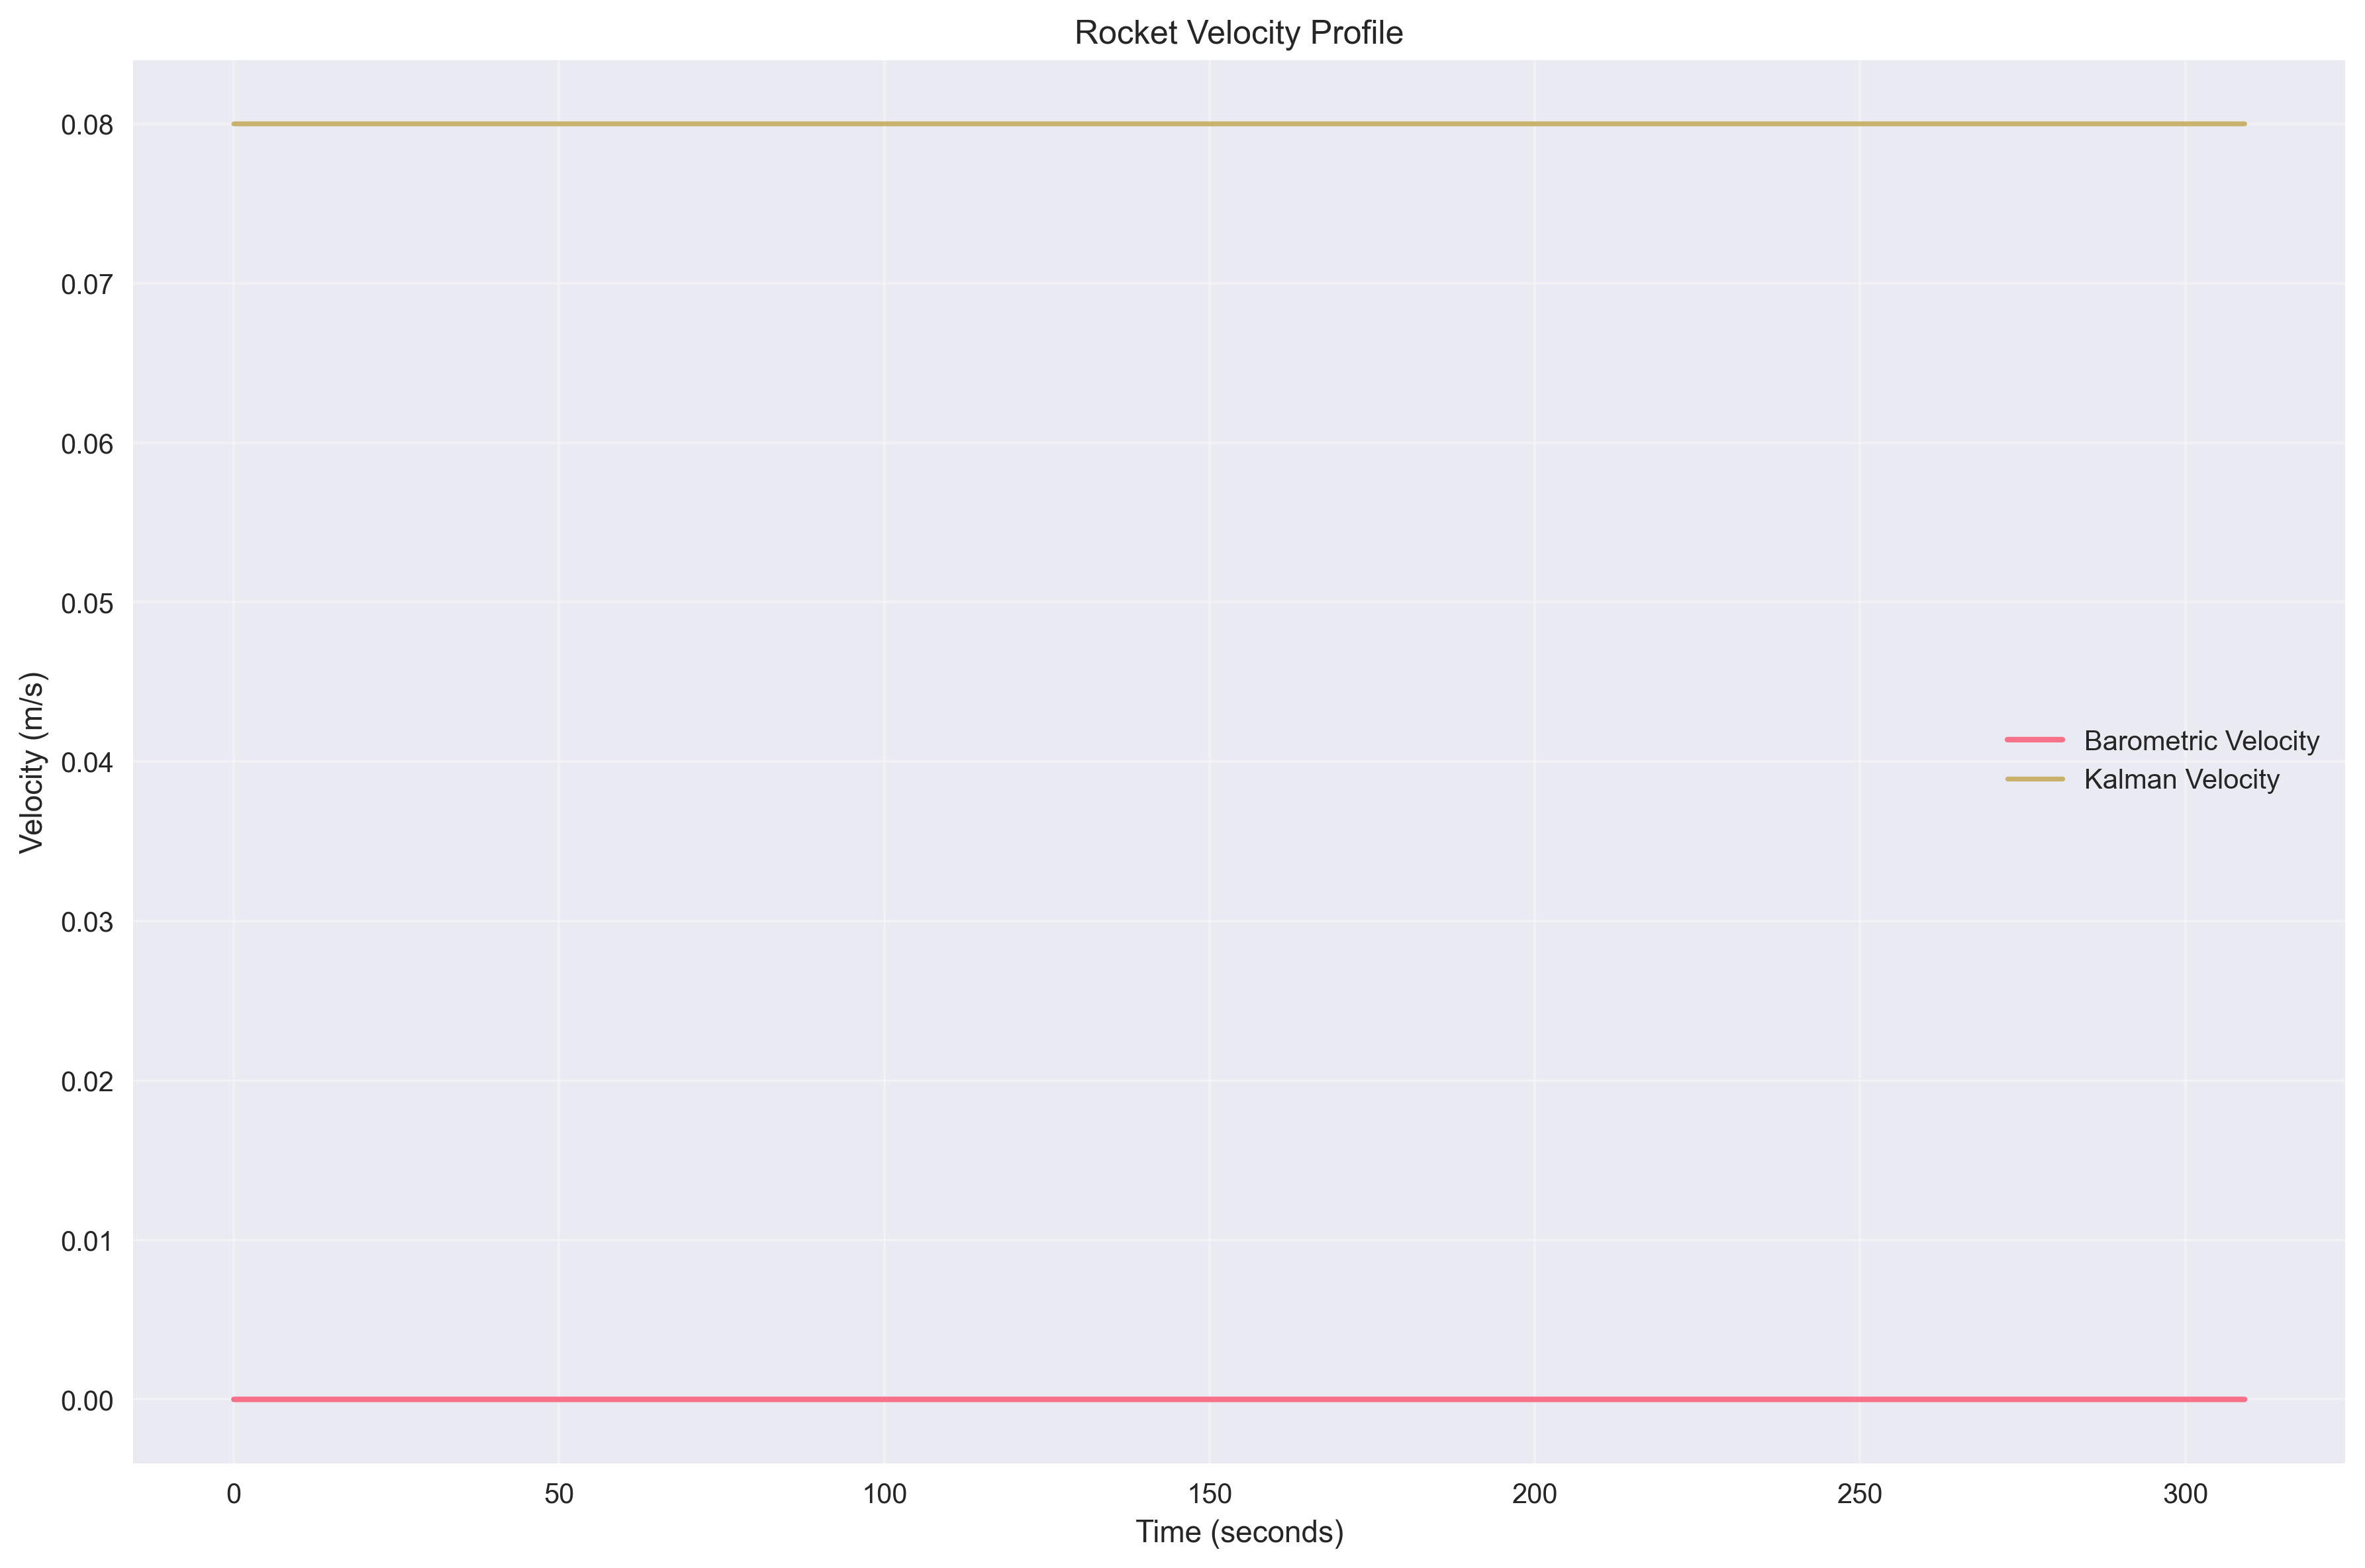 Rocket Velocity Profile
0.08
0.07
0.06
0.05
0.04
0.03
0.02
0.01
0.00
Velocity (m/s)
Barometric Velocity
Kalman Velocity
0 50 100 150 200 250 300
Time (seconds)